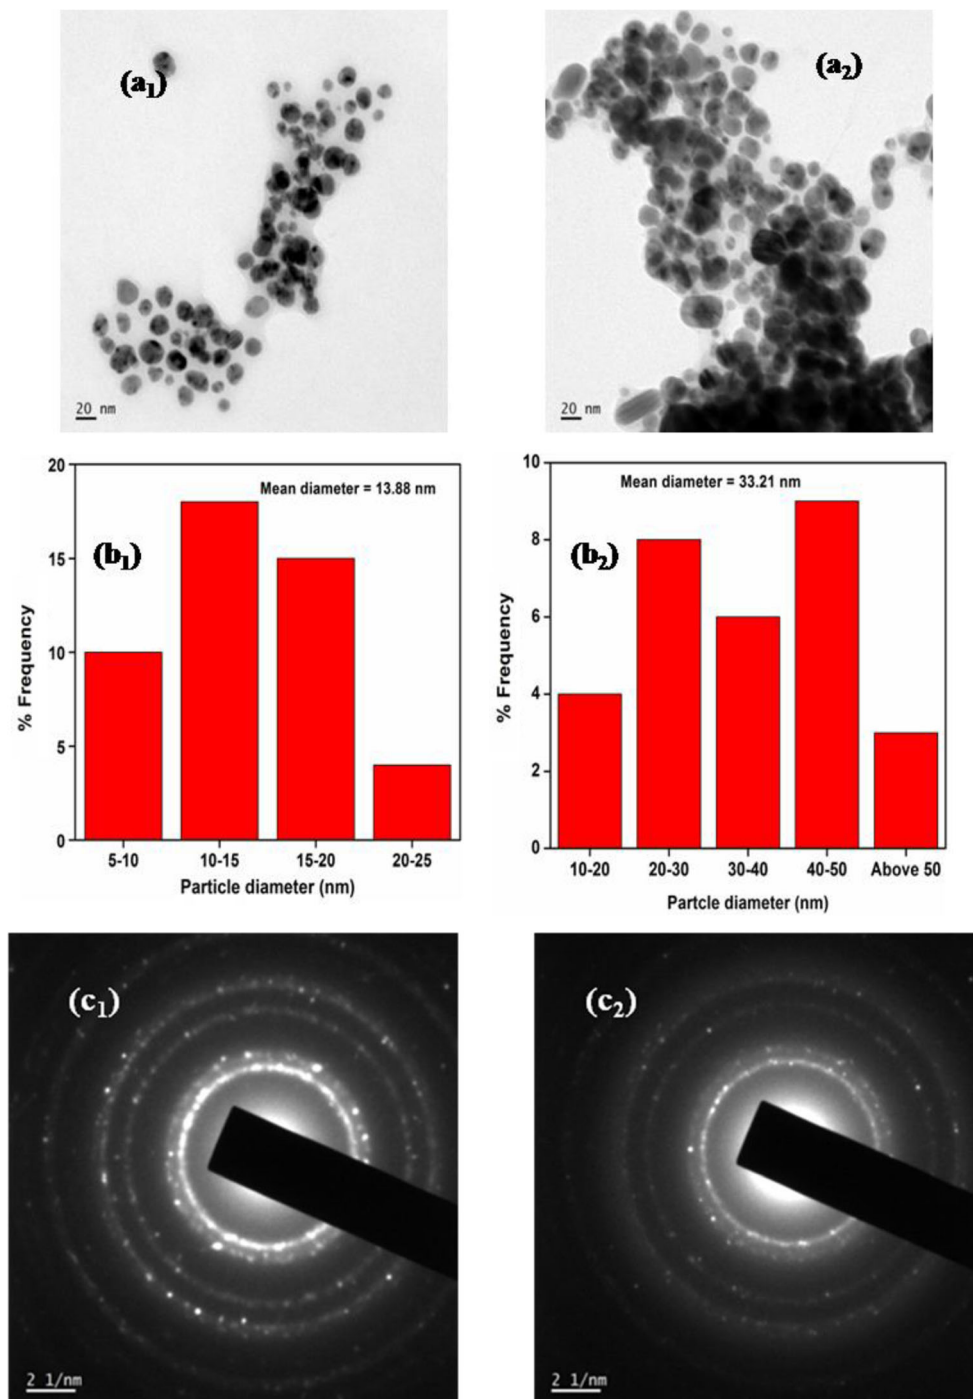 (a₁)
(a₂)
20 nm
20 nm
20
15
10
5
0
% Frequency
Mean diameter = 13.88 nm
(b₁)
5-10
10-15
15-20
20-25
Particle diameter (nm)
10
8
6
4
2
0
% Frequency
Mean diameter = 33.21 nm
(b₂)
10-20
20-30
30-40
40-50
Above 50
Partcle diameter (nm)
(c₁)
(c₂)
2 1/nm
2 1/nm